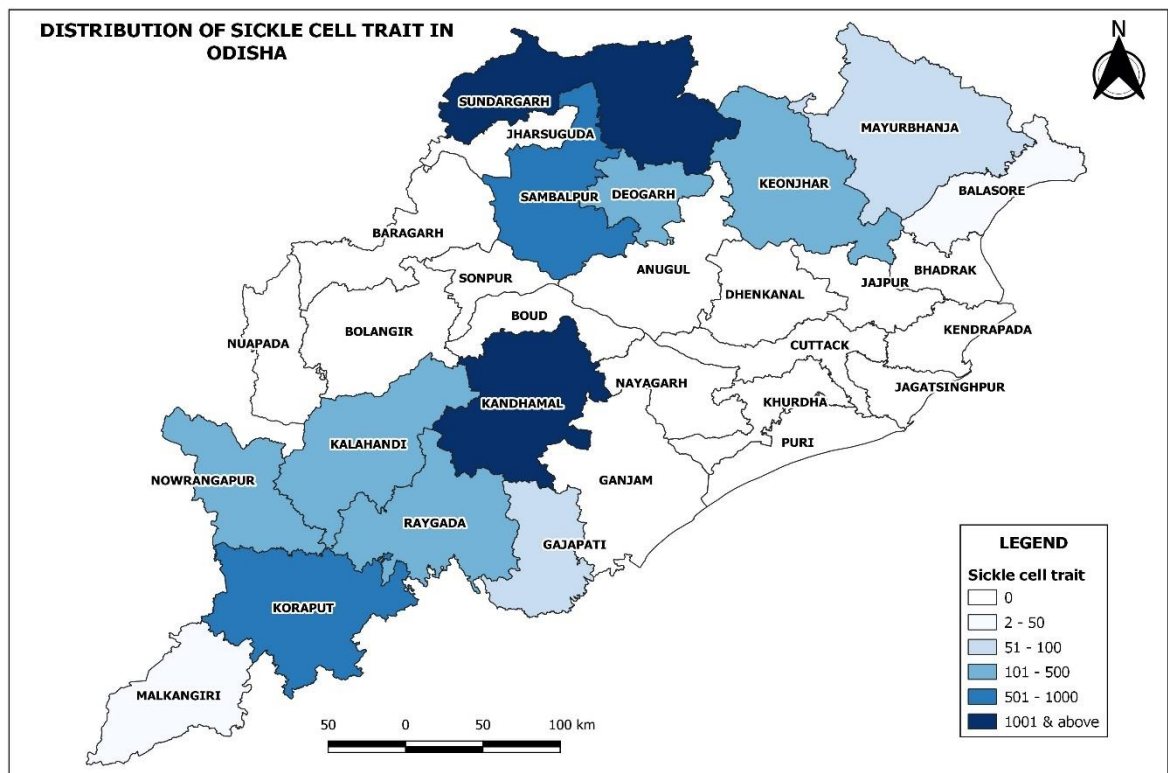 DISTRIBUTION OF SICKLE CELL TRAIT IN
ODISHA
N
SUNDARGARH
JHARSUGUDA
MAYURBHANJA
KEONJHAR
BALASORE
SAMBALPUR
DEOGARH
BARAGARH
SONPUR
ANUGUL
BHADRAK
JAJPUR
DHENKANAL
BOUD
KENDRAPADA
BOLANGIR
NUAPADA
CUTTACK
NAYAGARH
JAGATSINGHPUR
KANDHAMAL
KHURDHA
KALAHANDI
PURI
NOWRANGAPUR
GANJAM
RAYGADA
GAJAPATI
KORAPUT
MALKANGIRI
LEGEND
Sickle cell trait
0
2 - 50
51 - 100
101 - 500
501 - 1000
1001 & above
50 0 50 100 km